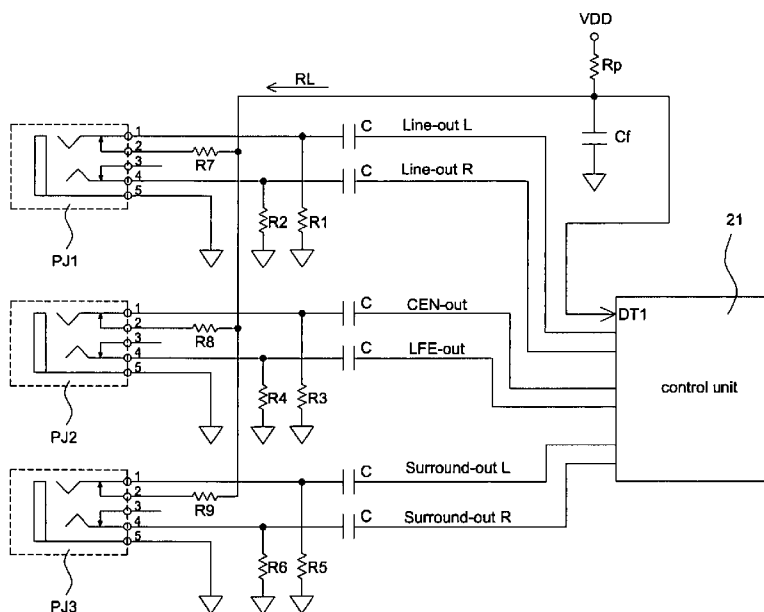 VDD
Rp
RL
Cf
1
2
3
4
5
R7
C
Line-out L
C
Line-out R
R2
R1
PJ1
21
1
2
3
4
5
R8
C
CEN-out
C
LFE-out
R4
R3
PJ2
DT1
control unit
1
2
3
4
5
R9
C
Surround-out L
C
Surround-out R
R6
R5
PJ3